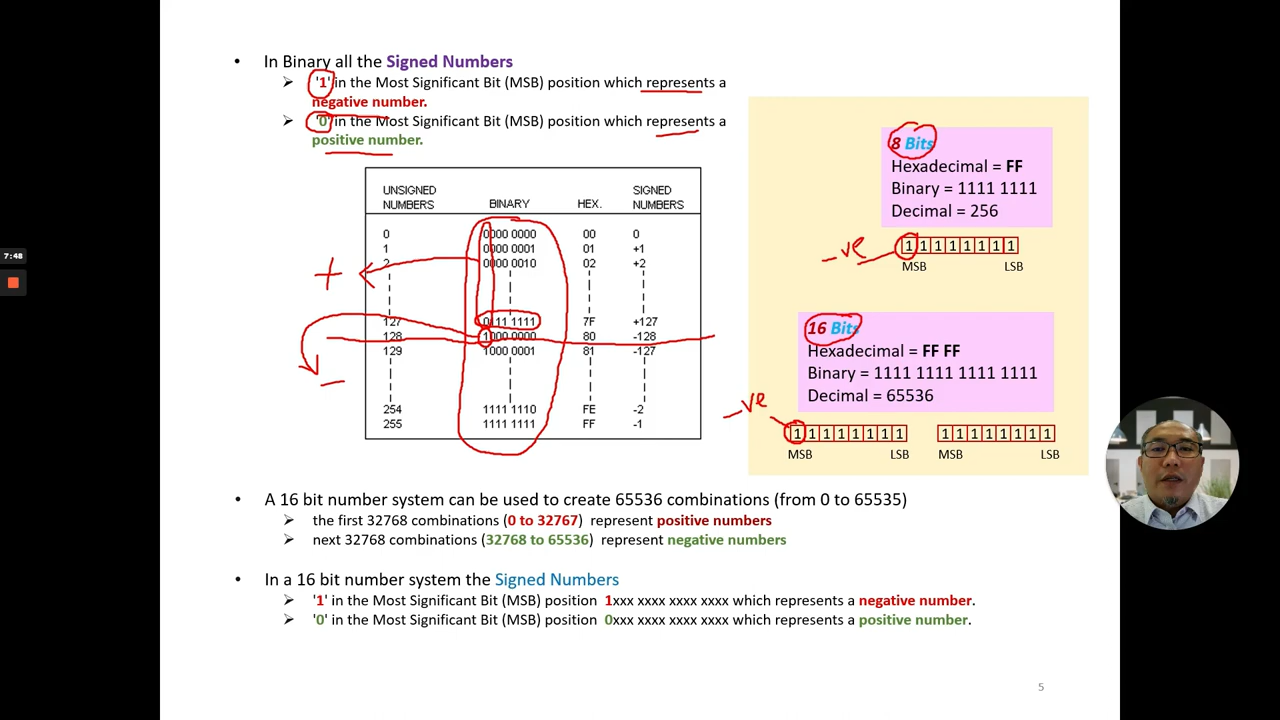 • In Binary all the Signed Numbers
➢ '1' in the Most Significant Bit (MSB) position which represents a
negative number.
➢ '0' in the Most Significant Bit (MSB) position which represents a
positive number.
UNSIGNED NUMBERS BINARY HEX. SIGNED NUMBERS
0 0000 0000 00 0
1 0000 0001 01 +1
2 0000 0010 02 +2
127 0111 1111 7F +127
128 1000 0000 80 -128
129 1000 0001 81 -127
254 1111 1110 FE -2
255 1111 1111 FF -1
+
-
8 Bits
Hexadecimal = FF
Binary = 1111 1111
Decimal = 256
-ve 1 1 1 1 1 1 1 1
MSB LSB
16 Bits
Hexadecimal = FF FF
Binary = 1111 1111 1111 1111
Decimal = 65536
-ve
1 1 1 1 1 1 1 1 1 1 1 1 1 1 1 1
MSB LSB MSB LSB
7:48
• A 16 bit number system can be used to create 65536 combinations (from 0 to 65535)
➢ the first 32768 combinations (0 to 32767) represent positive numbers
➢ next 32768 combinations (32768 to 65536) represent negative numbers
• In a 16 bit number system the Signed Numbers
➢ '1' in the Most Significant Bit (MSB) position 1xxx xxxx xxxx xxxx which represents a negative number.
➢ '0' in the Most Significant Bit (MSB) position 0xxx xxxx xxxx xxxx which represents a positive number.
5